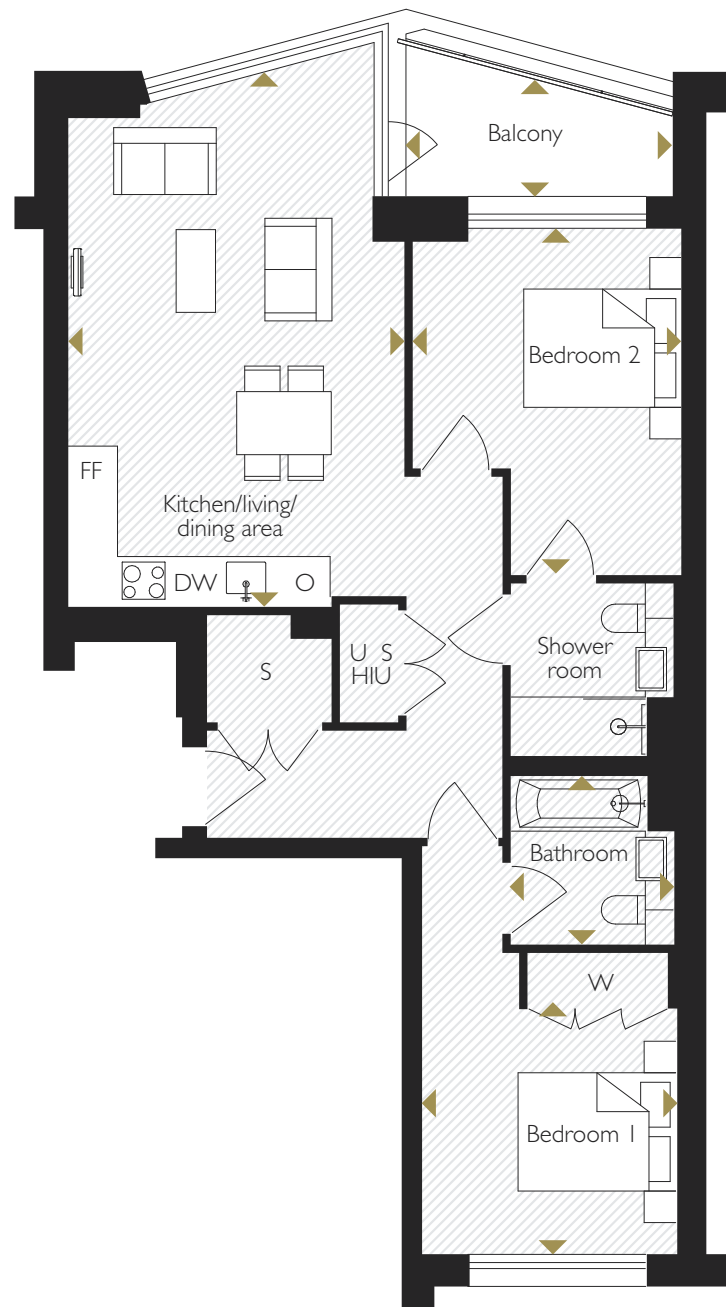 Balcony
Bedroom 2
FF
Kitchen/living/
dining area
DW
O
U S
HIU
S
Shower
room
Bathroom
W
Bedroom 1